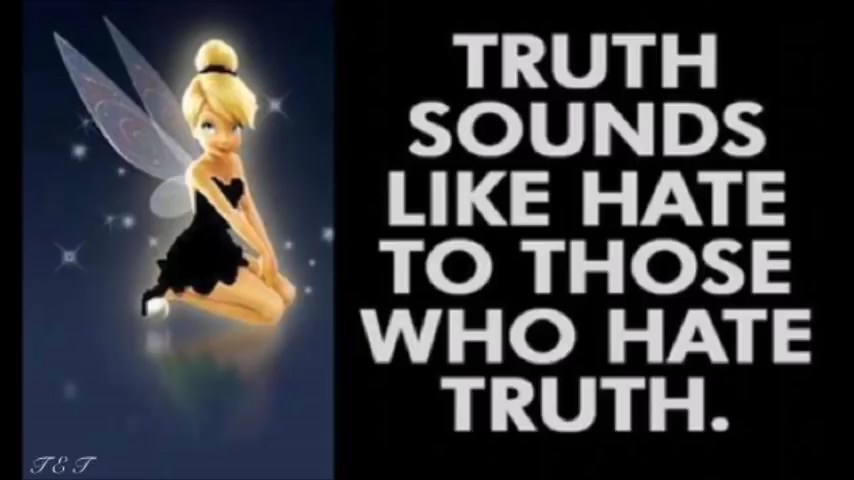 TRUTH
SOUNDS
LIKE HATE
TO THOSE
WHO HATE
TRUTH.
T&T